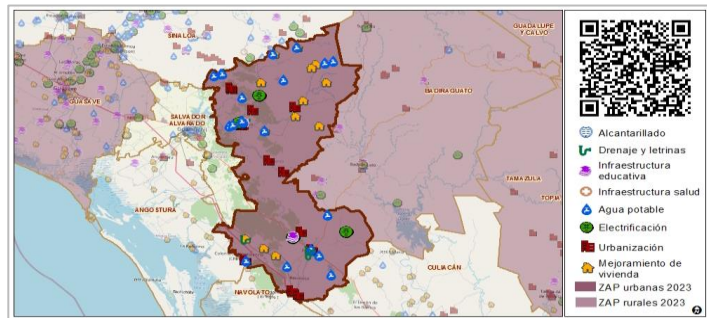 SINALOA
GUADALUPE
Y CALVO
GUASAVE
BADIRAGUATO
SALVADOR
ALVARADO
TAMAZULA
TOPIA
ANGOSTURA
CULIACÁN
NAVOLATO
Alcantarillado
Drenaje y letrinas
Infraestructura
educativa
Infraestructura salud
Agua potable
Electrificación
Urbanización
Mejoramiento de
vivienda
ZAP urbanas 2023
ZAP rurales 2023